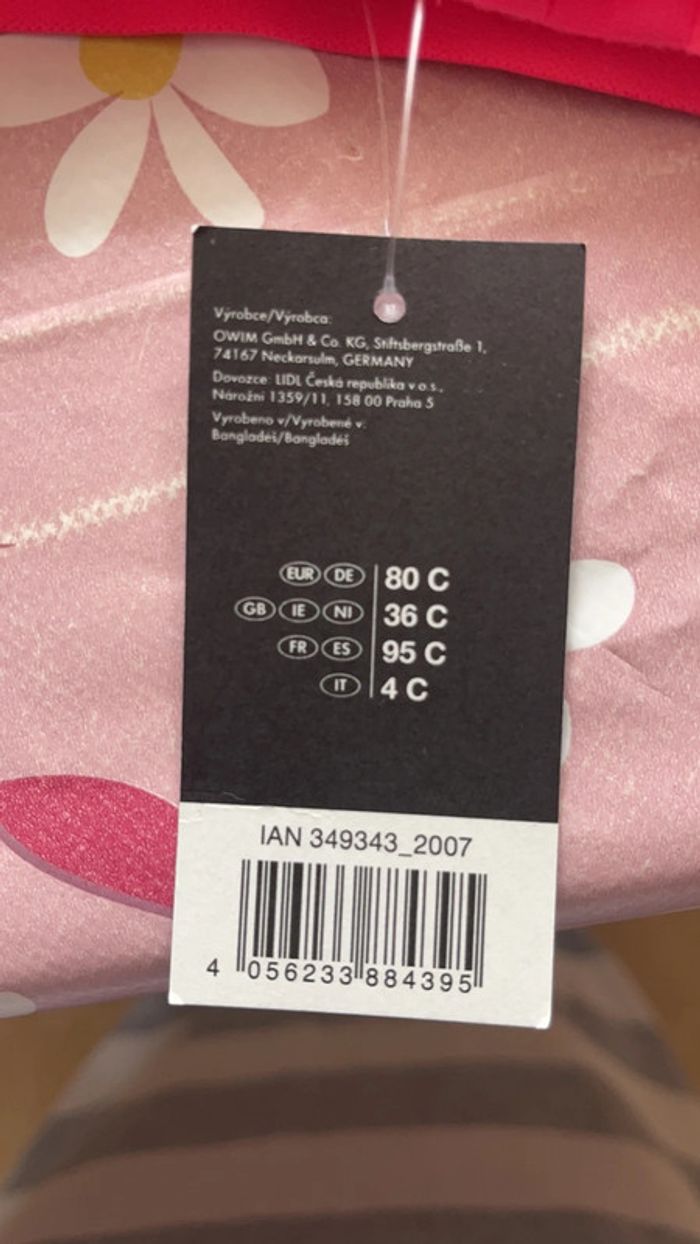 Výrobce/Výrobca:
OWIM GmbH & Co. KG, Stiftsbergstraße 1,
74167 Neckarsulm, GERMANY
Dovozce: LIDL Česká republika v.o.s.,
Nárožní 1359/11, 158 00 Praha 5
Vyrobeno v/Vyrobené v:
Bangladéš/Bangladéš
EUR DE 80 C
GB IE NI 36 C
FR ES 95 C
IT 4 C
IAN 349343_2007
4 056233 884395